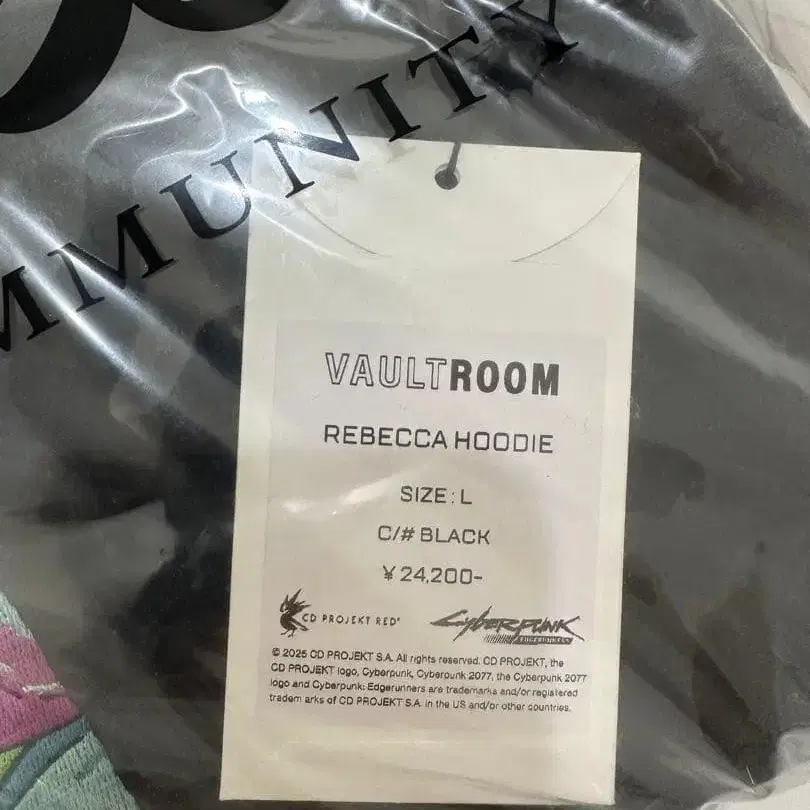 MMUNITY
VAULTROOM
REBECCA HOODIE
SIZE : L
C/# BLACK
¥ 24,200-
CD PROJEKT RED®
Cyberpunk
EDGERUNNERS
© 2025 CD PROJEKT S.A. All rights reserved. CD PROJEKT, the
CD PROJEKT logo, Cyberpunk, Cyberpunk 2077, the Cyberpunk 2077
logo and Cyberpunk: Edgerunners are trademarks and/or registered
tradem arks of CD PROJEKT S.A. in the US and/or other countries.